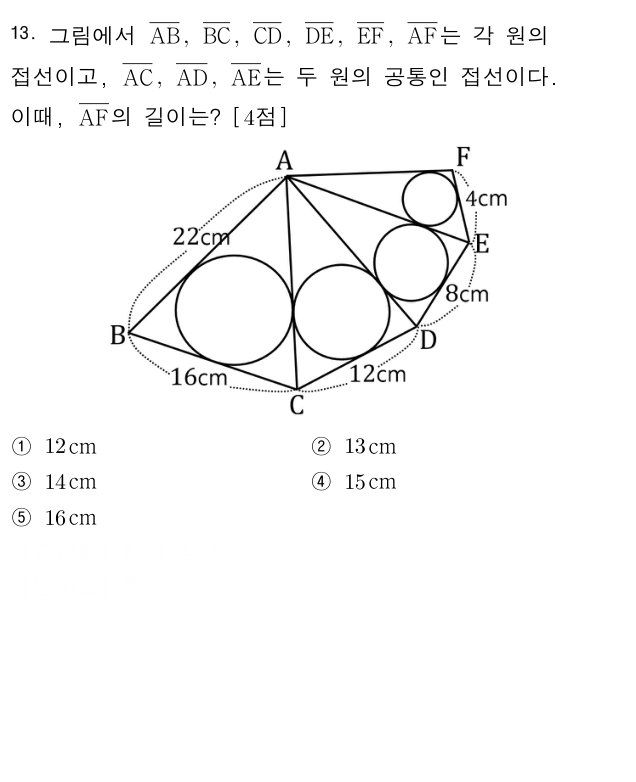 13. 그림에서 AB, BC, CD, DE, EF, AF는 각 원의
접선이고, AC, AD, AE는 두 원의 공통인 접선이다.
이때, AF의 길이는? [4점]
A
F
4cm
22cm
E
8cm
B
D
16cm
12cm
C
① 12cm
② 13cm
③ 14cm
④ 15cm
⑤ 16cm